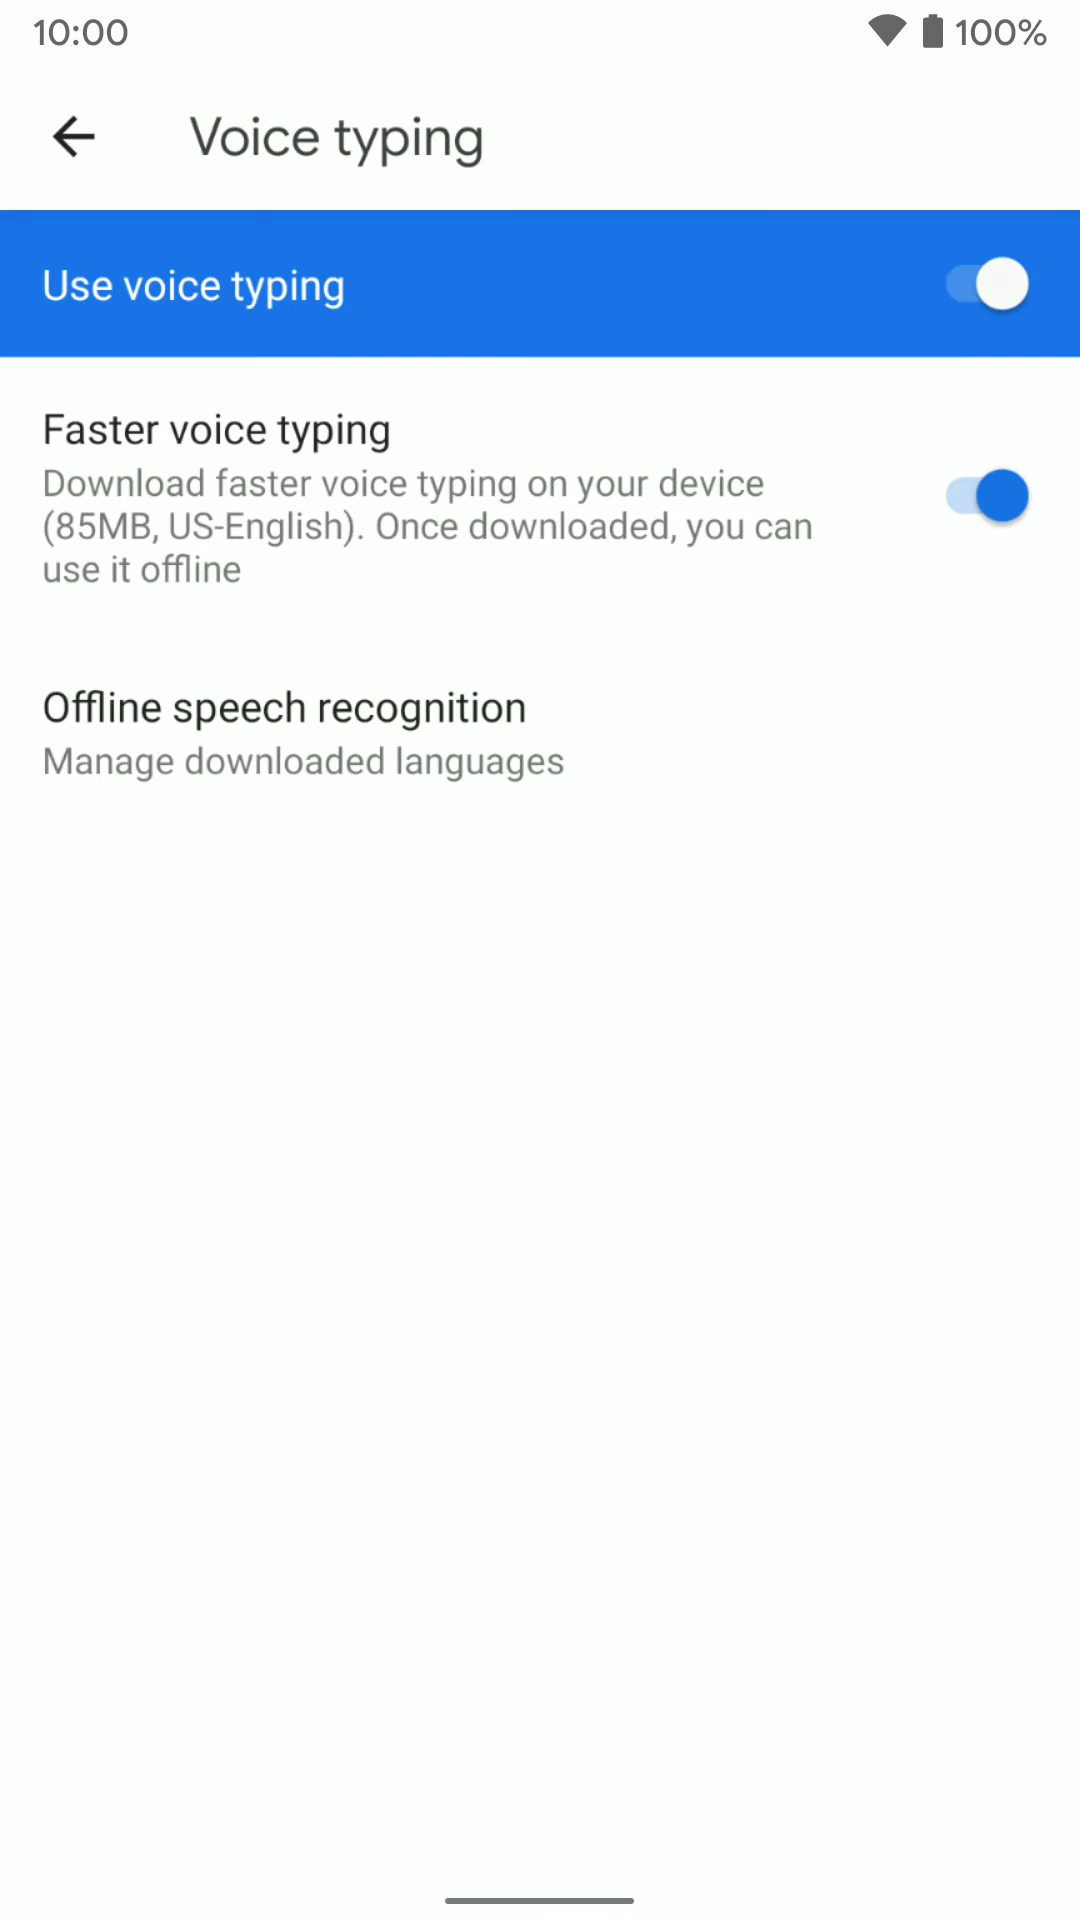 10:00
100%
Voice typing
Use voice typing
Faster voice typing
Download faster voice typing on your device
(85MB, US-English). Once downloaded, you can
use it offline
Offline speech recognition
Manage downloaded languages